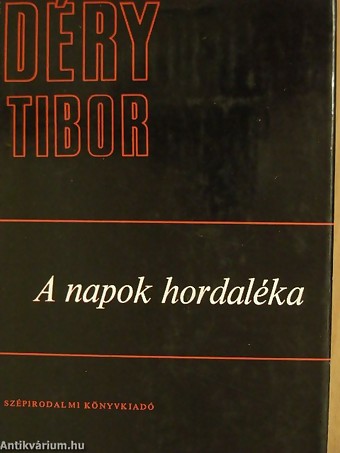 DÉRY
TIBOR
A napok hordaléka
SZÉPIRODALMI KÖNYVKIADÓ
Antikvárium.hu